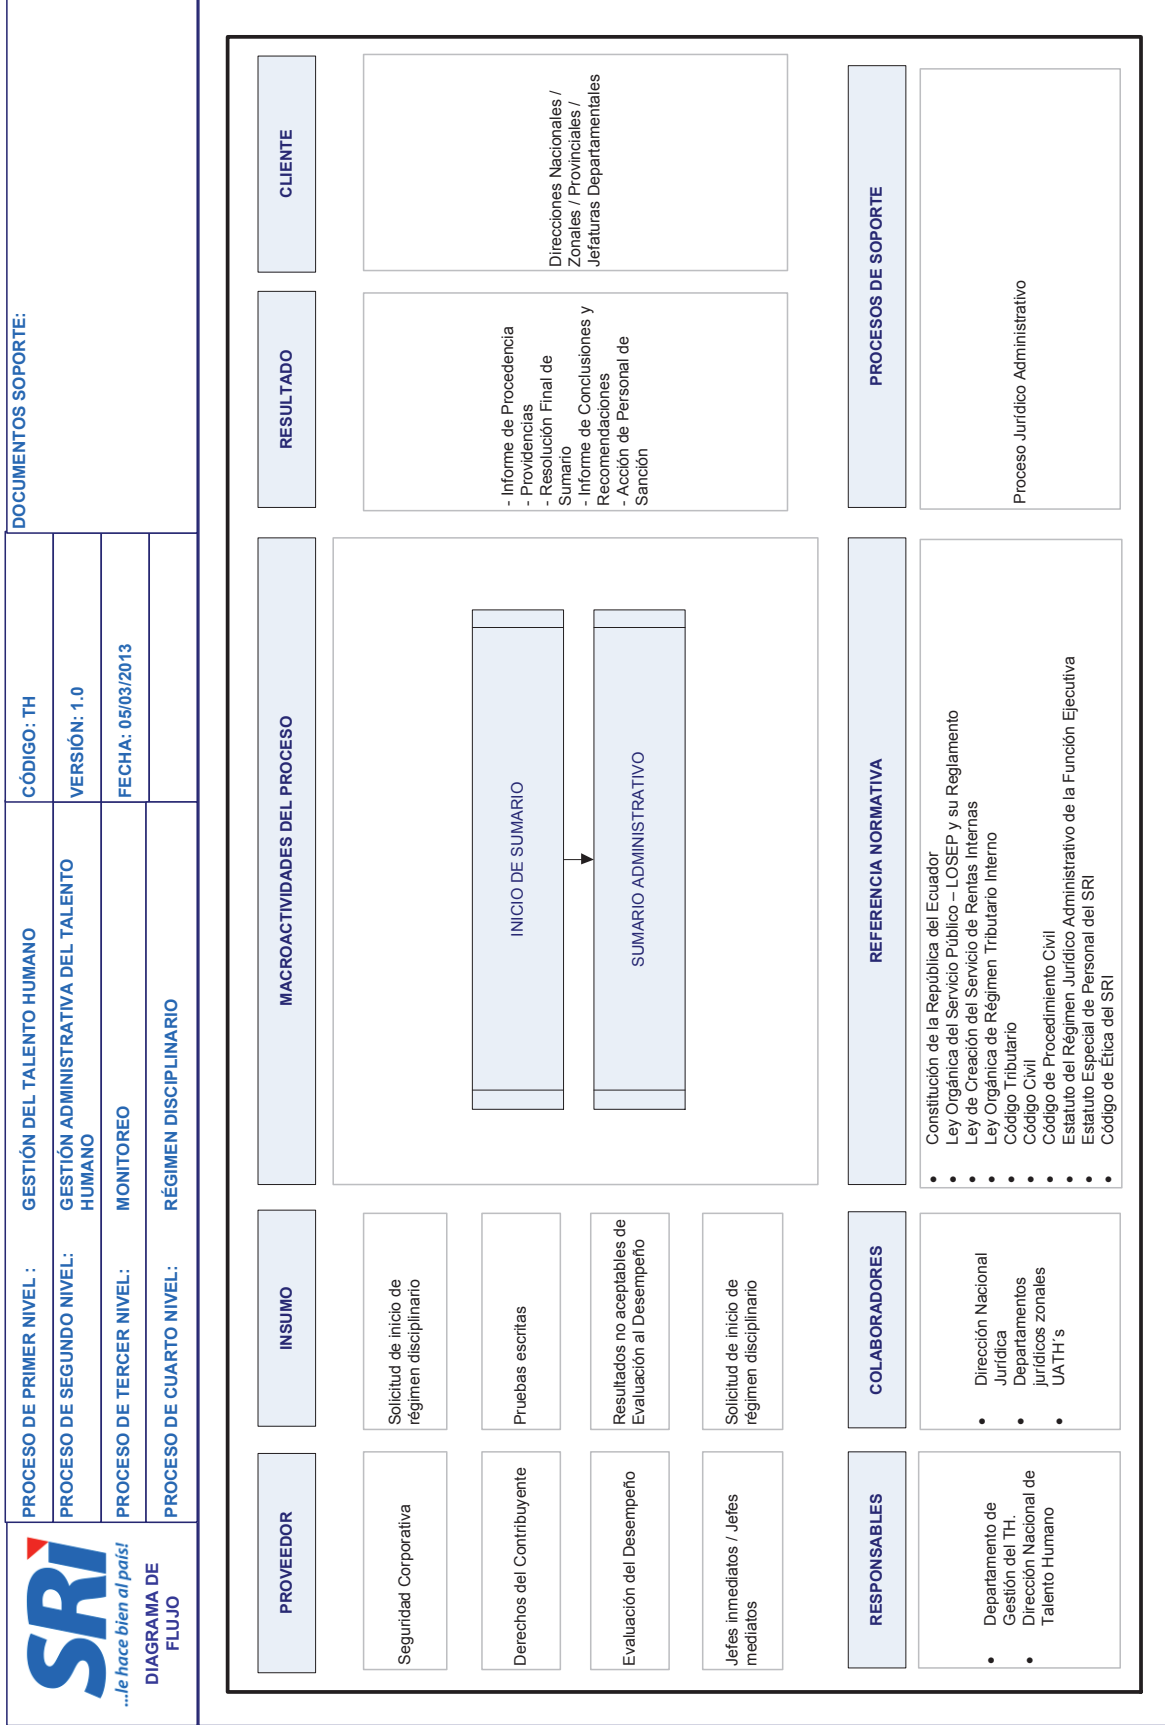 SRI
...le hace bien al país!
DIAGRAMA DE
FLUJO
PROCESO DE PRIMER NIVEL :
GESTIÓN DEL TALENTO HUMANO
CÓDIGO: TH
DOCUMENTOS SOPORTE:
PROCESO DE SEGUNDO NIVEL:
GESTIÓN ADMINISTRATIVA DEL TALENTO
HUMANO
VERSIÓN: 1.0
PROCESO DE TERCER NIVEL:
MONITOREO
FECHA: 05/03/2013
PROCESO DE CUARTO NIVEL:
RÉGIMEN DISCIPLINARIO
PROVEEDOR
INSUMO
MACROACTIVIDADES DEL PROCESO
RESULTADO
CLIENTE
Seguridad Corporativa
Solicitud de inicio de
régimen disciplinario
Derechos del Contribuyente
Pruebas escritas
Evaluación del Desempeño
Resultados no aceptables de
Evaluación al Desempeño
Jefes inmediatos / Jefes
mediatos
Solicitud de inicio de
régimen disciplinario
INICIO DE SUMARIO
SUMARIO ADMINISTRATIVO
- Informe de Procedencia
- Providencias
- Resolución Final de
Sumario
- Informe de Conclusiones y
Recomendaciones
- Acción de Personal de
Sanción
Direcciones Nacionales /
Zonales / Provinciales /
Jefaturas Departamentales
RESPONSABLES
COLABORADORES
REFERENCIA NORMATIVA
PROCESOS DE SOPORTE
• Departamento de
Gestión del TH.
• Dirección Nacional de
Talento Humano
• Dirección Nacional
Jurídica
• Departamentos
jurídicos zonales
• UATH´s
• Constitución de la República del Ecuador
• Ley Orgánica del Servicio Público – LOSEP y su Reglamento
• Ley de Creación del Servicio de Rentas Internas
• Ley Orgánica de Régimen Tributario Interno
• Código Tributario
• Código Civil
• Código de Procedimiento Civil
• Estatuto del Régimen Jurídico Administrativo de la Función Ejecutiva
• Estatuto Especial de Personal del SRI
• Código de Ética del SRI
Proceso Jurídico Administrativo